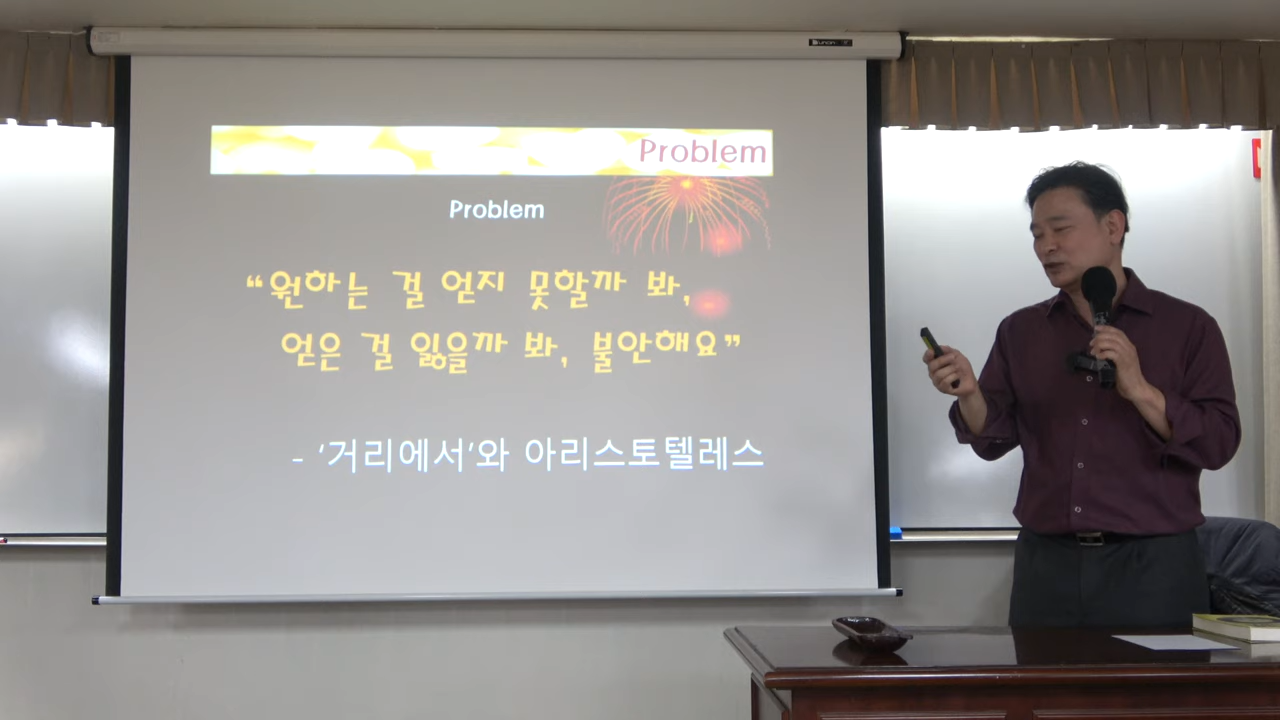 Problem
Problem
“원하는 걸 얻지 못할까 봐,
얻은 걸 잃을까 봐, 불안해요”
- ‘거리에서’와 아리스토텔레스